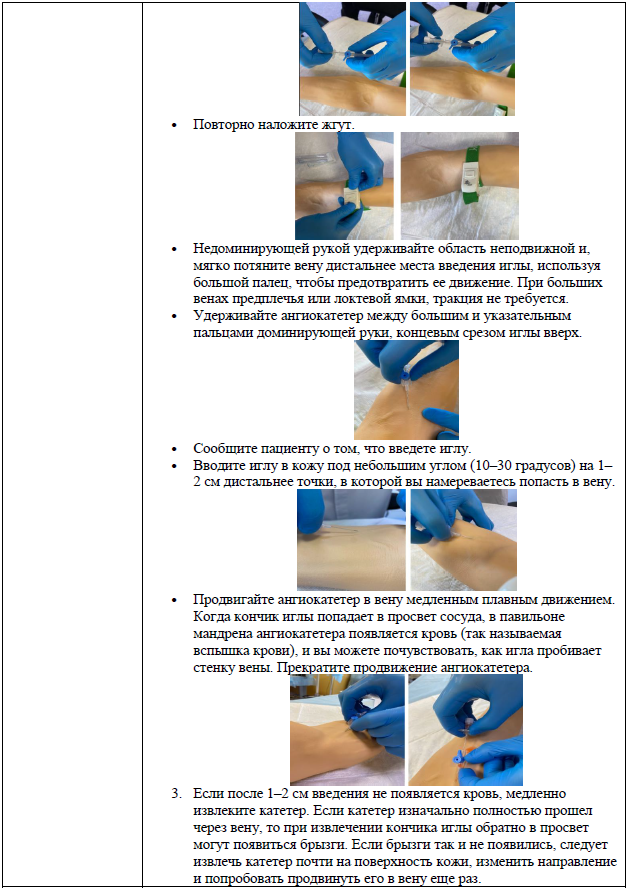 • Повторно наложите жгут.
• Недоминирующей рукой удерживайте область неподвижной и,
мягко потяните вену дистальнее места введения иглы, используя
большой палец, чтобы предотвратить ее движение. При больших
венах предплечья или локтевой ямки, тракция не требуется.
• Удерживайте ангиокатетер между большим и указательным
пальцами доминирующей руки, концевым срезом иглы вверх.
• Сообщите пациенту о том, что введете иглу.
• Вводите иглу в кожу под небольшим углом (10–30 градусов) на 1–
2 см дистальнее точки, в которой вы намереваетесь попасть в вену.
• Продвигайте ангиокатетер в вену медленным плавным движением.
Когда кончик иглы попадает в просвет сосуда, в павильоне
мандрена ангиокатетера появляется кровь (так называемая
вспышка крови), и вы можете почувствовать, как игла пробивает
стенку вены. Прекратите продвижение ангиокатетера.
3. Если после 1–2 см введения не появляется кровь, медленно
извлеките катетер. Если катетер изначально полностью прошел
через вену, то при извлечении кончика иглы обратно в просвет
могут появиться брызги. Если брызги так и не появились, следует
извлечь катетер почти на поверхность кожи, изменить направление
и попробовать продвинуть его в вену еще раз.